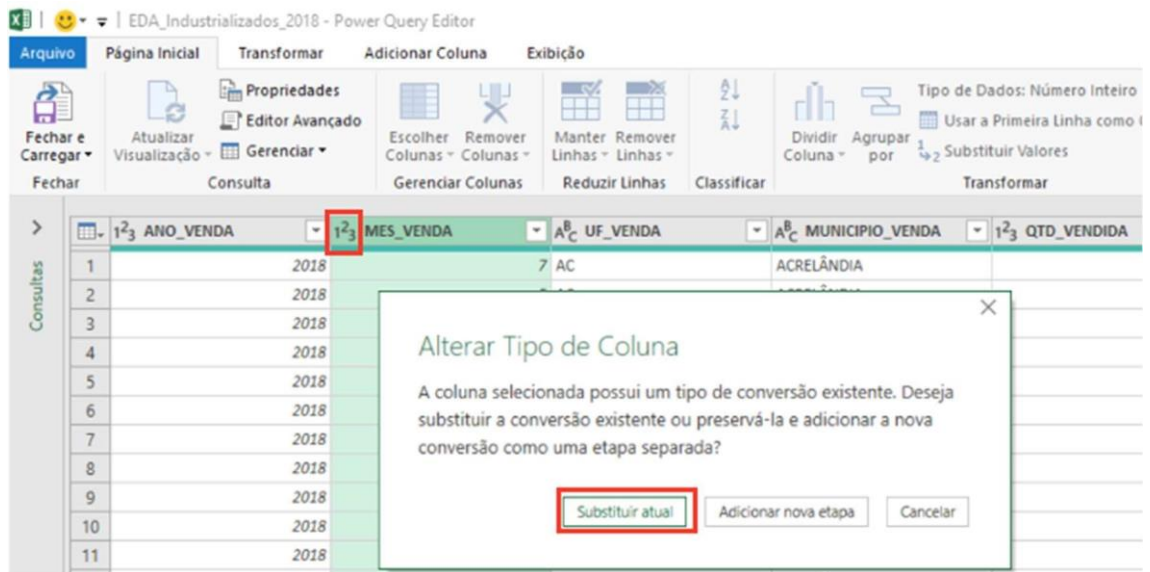 EDA_Industrializados_2018 - Power Query Editor
Arquivo Página Inicial Transformar Adicionar Coluna Exibição
Fechar e
Carregar
Fechar
Atualizar
Visualização
Propriedades
Editor Avançado
Gerenciar
Consulta
Escolher
Colunas
Remover
Colunas
Gerenciar Colunas
Manter
Linhas
Remover
Linhas
Reduzir Linhas
Classificar
Dividir
Coluna
Agrupar
por
Tipo de Dados: Número Inteiro
Usar a Primeira Linha como
Substituir Valores
Transformar
Consultas
ANO_VENDA MES_VENDA UF_VENDA MUNICIPIO_VENDA QTD_VENDIDA
1 2018 7 AC ACRELÂNDIA
2 2018
3 2018
4 2018
5 2018
6 2018
7 2018
8 2018
9 2018
10 2018
11 2018
Alterar Tipo de Coluna
A coluna selecionada possui um tipo de conversão existente. Deseja
substituir a conversão existente ou preservá-la e adicionar a nova
conversão como uma etapa separada?
Substituir atual Adicionar nova etapa Cancelar